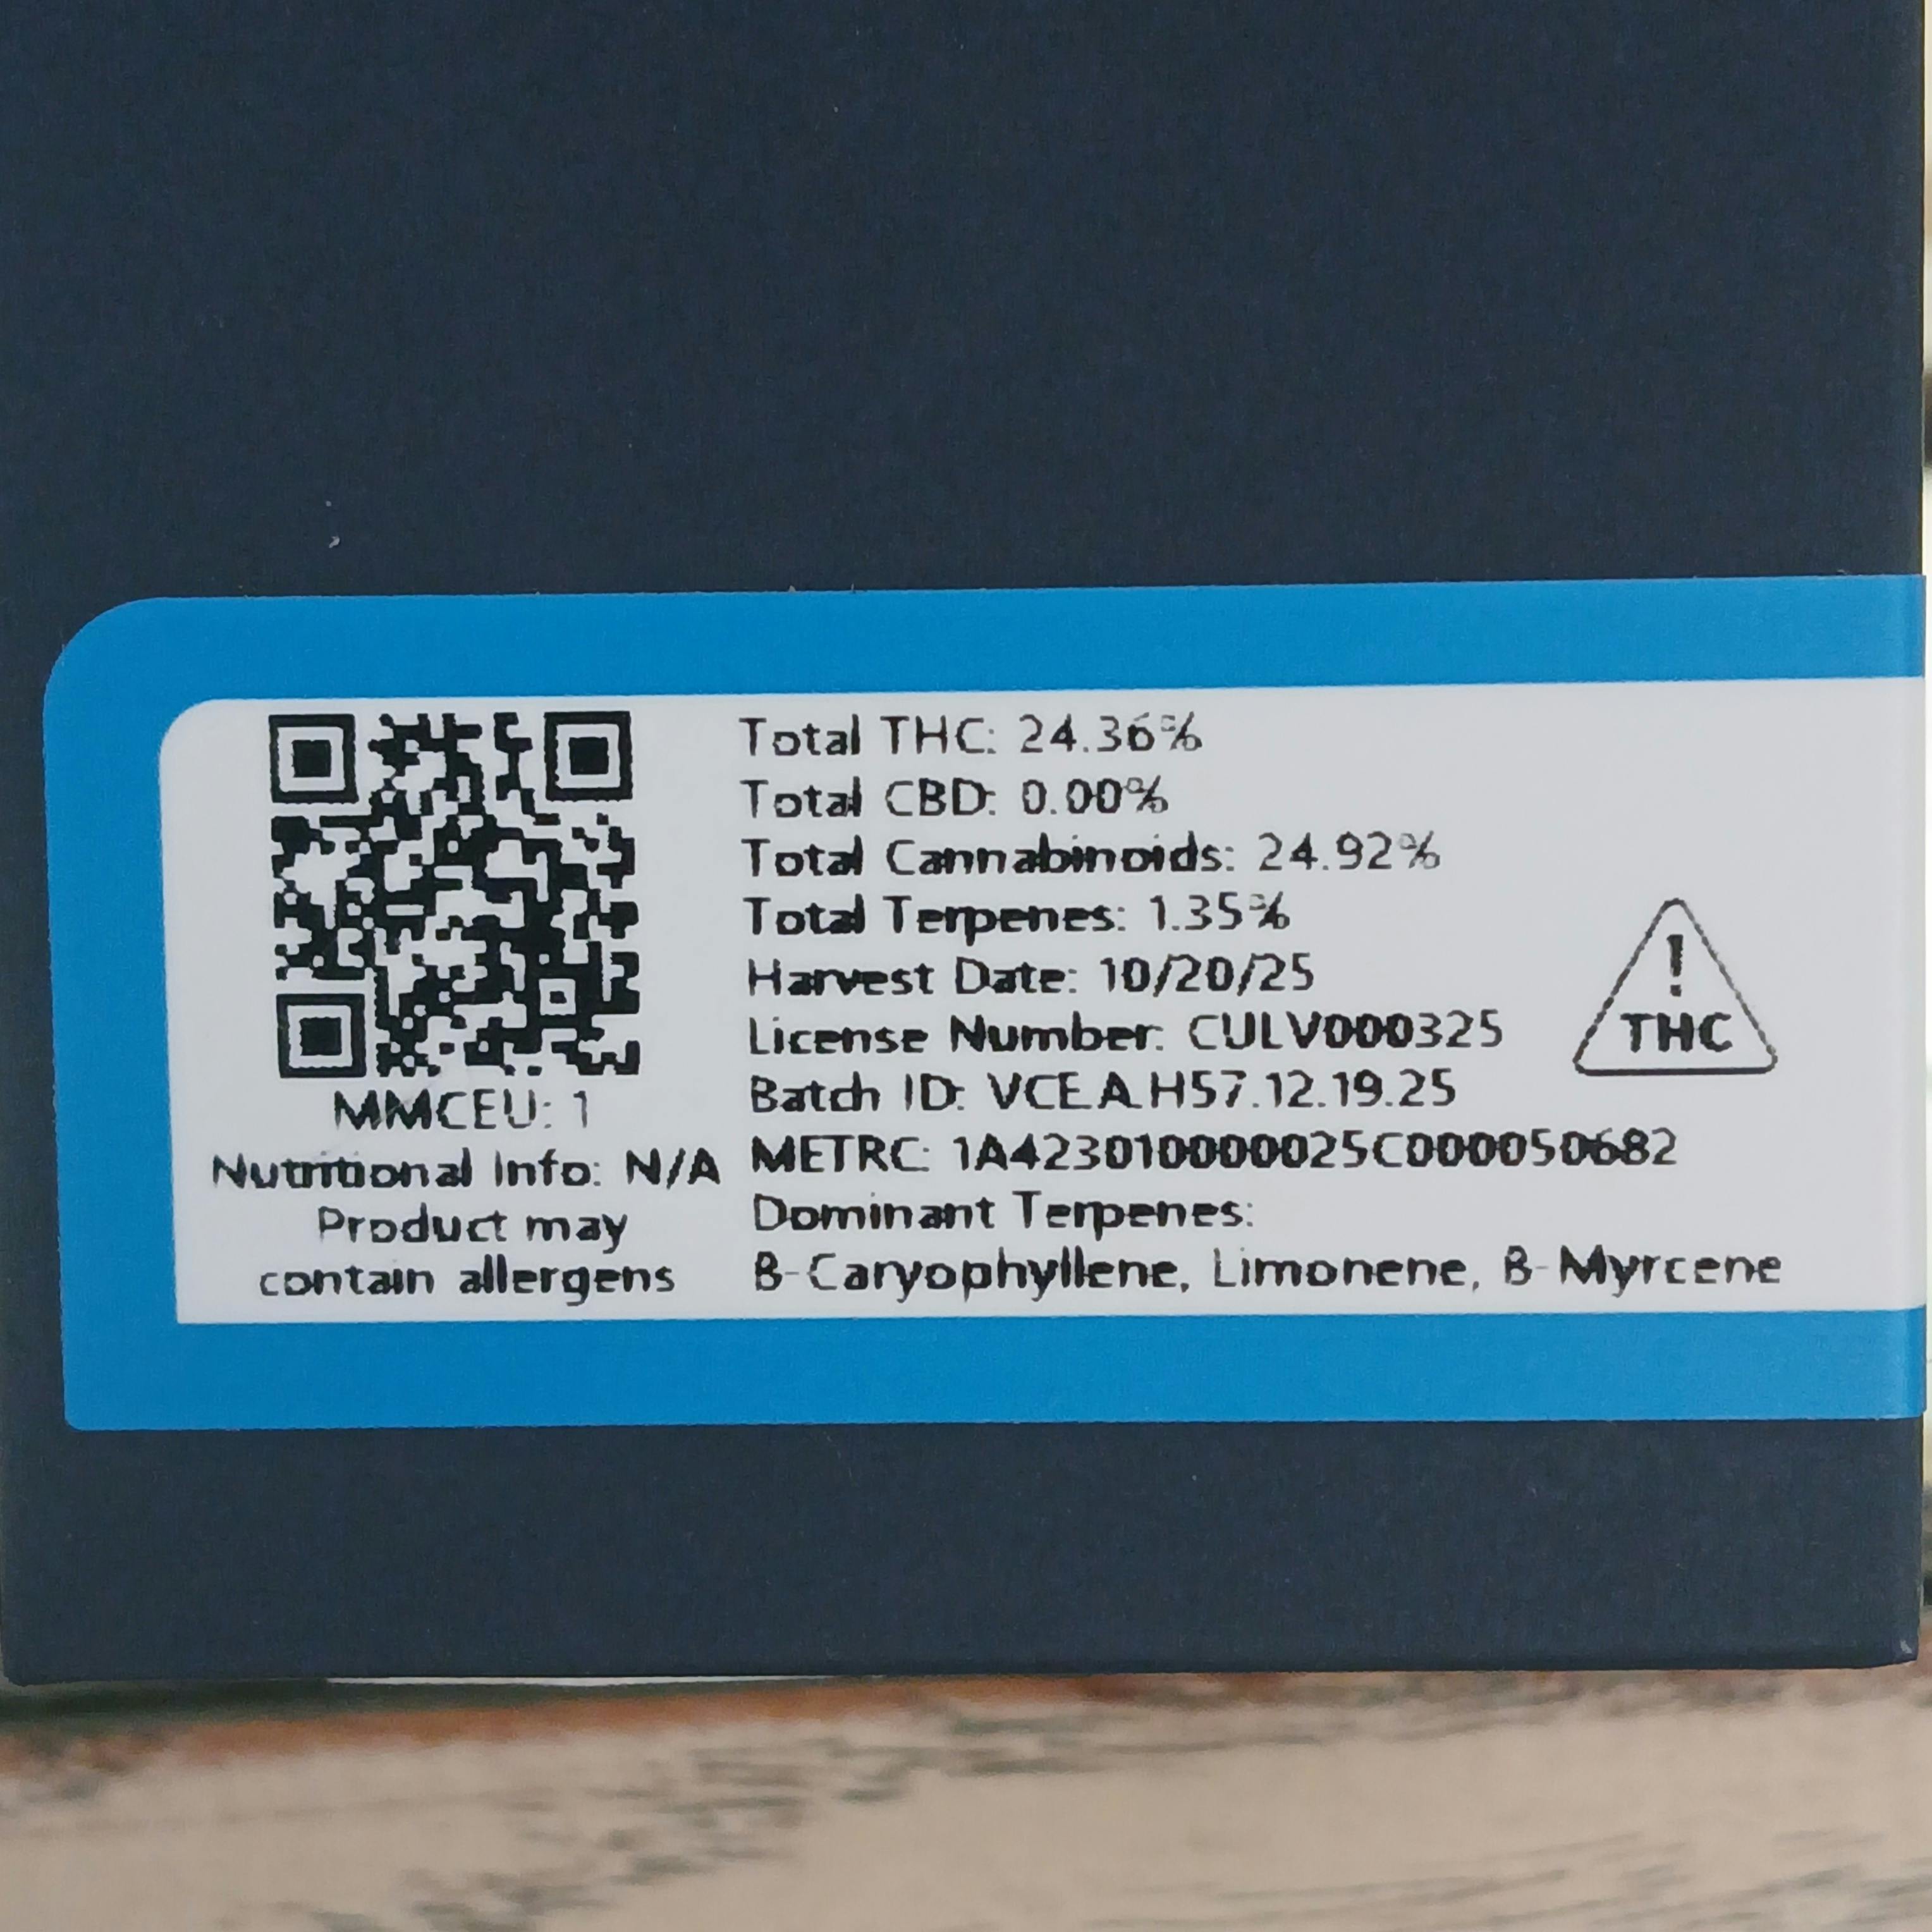 Total THC: 24.36%
Total CBD: 0.00%
Total Cannabinoids: 24.92%
Total Terpenes: 1.35%
Harvest Date: 10/20/25
License Number: CULV000325
Batch ID: VCE.A.H57.12.19.25
METRC: 1A423010000025C000050682
Dominant Terpenes:
B-Caryophyllene, Limonene, B-Myrcene
MMCEU: 1
Nutritional Info: N/A
Product may
contain allergens
!
THC